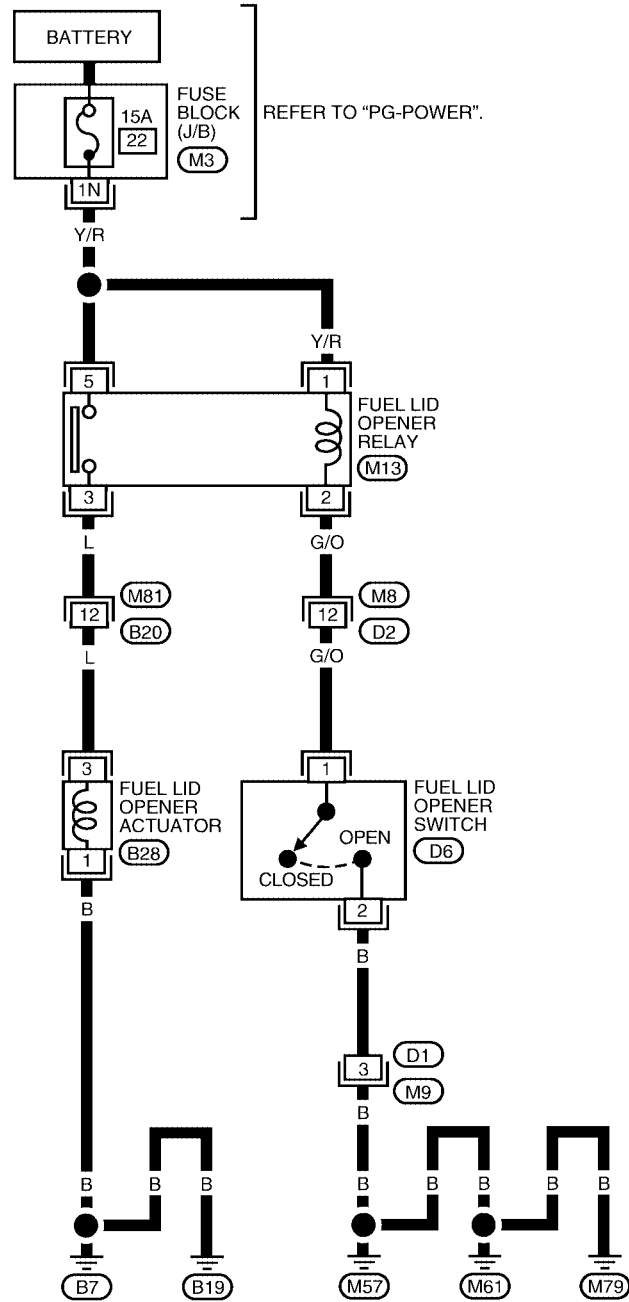 BATTERY
15A
22
FUSE
BLOCK
(J/B)
M3
REFER TO “PG-POWER”.
1N
Y/R
Y/R
5
1
FUEL LID
OPENER
RELAY
M13
3
2
L
G/O
12
M81
B20
12
M8
D2
L
G/O
3
FUEL LID
OPENER
ACTUATOR
B28
1
1
FUEL LID
OPENER
SWITCH
D6
OPEN
CLOSED
2
B
B
3
D1
M9
B
B
B
B
B
B
B
B
B
B7
B19
M57
M61
M79